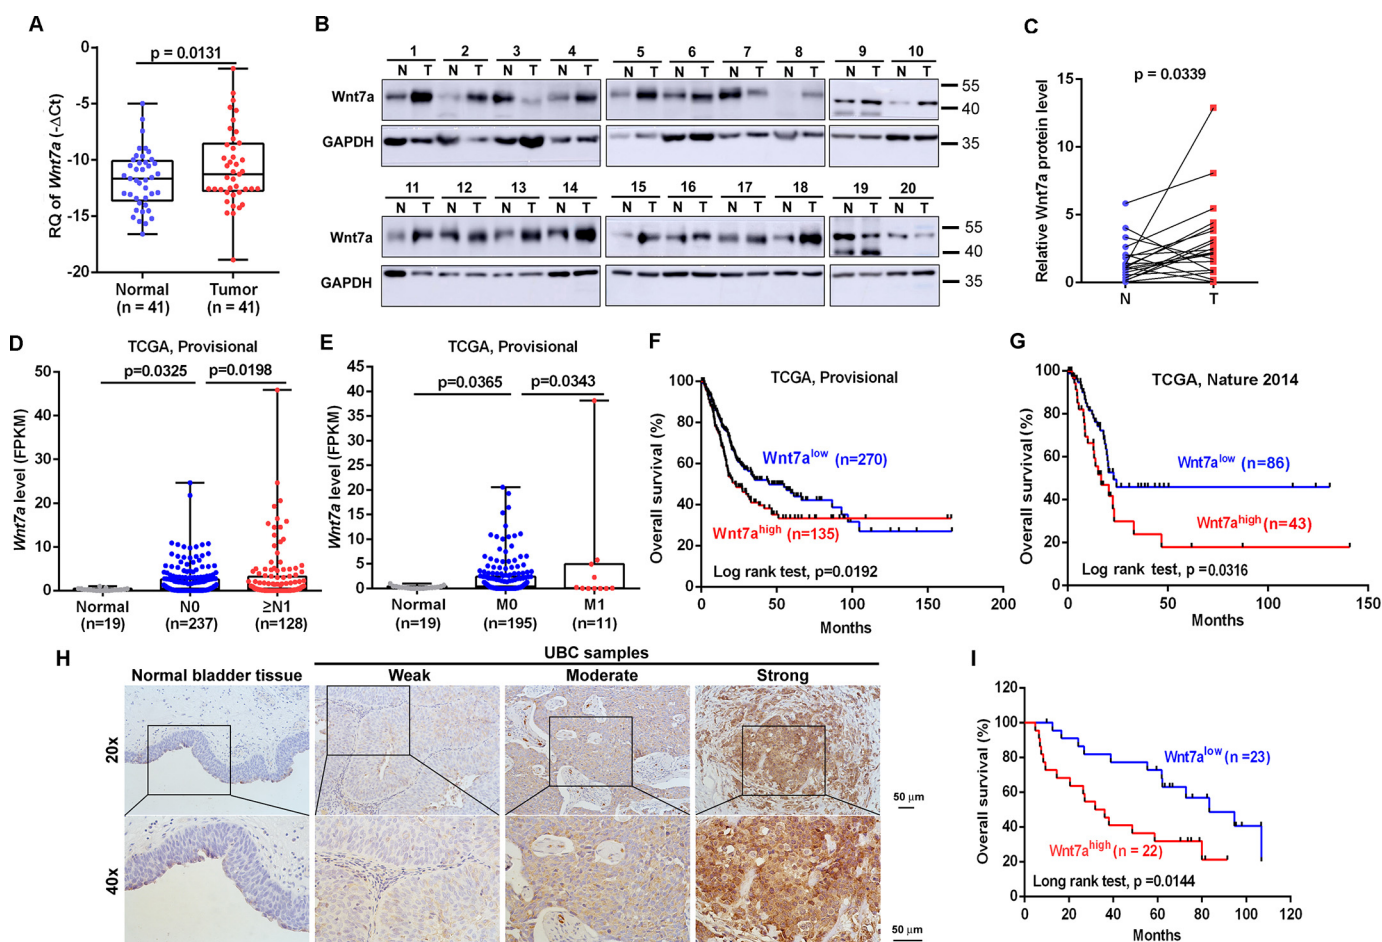 A
p = 0.0131
RQ of Wnt7a (-ΔCt)
0
-5
-10
-15
-20
Normal
(n = 41)
Tumor
(n = 41)
B
1 2 3 4 5 6 7 8 9 10
N T N T N T N T N T N T N T N T N T N T
Wnt7a
55
40
GAPDH
35
11 12 13 14 15 16 17 18 19 20
N T N T N T N T N T N T N T N T N T N T
Wnt7a
55
40
GAPDH
35
C
p = 0.0339
Relative Wnt7a protein level
15
10
5
0
N T
D
TCGA, Provisional
p=0.0325 p=0.0198
Wnt7a level (FPKM)
50
40
30
20
10
0
Normal N0 ≥N1
(n=19) (n=237) (n=128)
E
TCGA, Provisional
p=0.0365 p=0.0343
Wnt7a level (FPKM)
45
40
35
30
25
20
15
10
5
0
Normal M0 M1
(n=19) (n=195) (n=11)
F
TCGA, Provisional
Overall survival (%)
100
80
60
40
20
0
Wnt7alow (n=270)
Wnt7ahigh (n=135)
Log rank test, p=0.0192
0 50 100 150 200
Months
G
TCGA, Nature 2014
Overall survival (%)
100
80
60
40
20
0
Wnt7alow (n=86)
Wnt7ahigh(n=43)
Log rank test, p =0.0316
0 50 100 150
Months
H
UBC samples
Normal bladder tissue Weak Moderate Strong
20x
50 μm
40x
50 μm
I
Overall survival (%)
120
100
80
60
40
20
0
Wnt7alow (n =23)
Wnt7ahigh (n = 22)
Long rank test, p =0.0144
0 20 40 60 80 100 120
Months